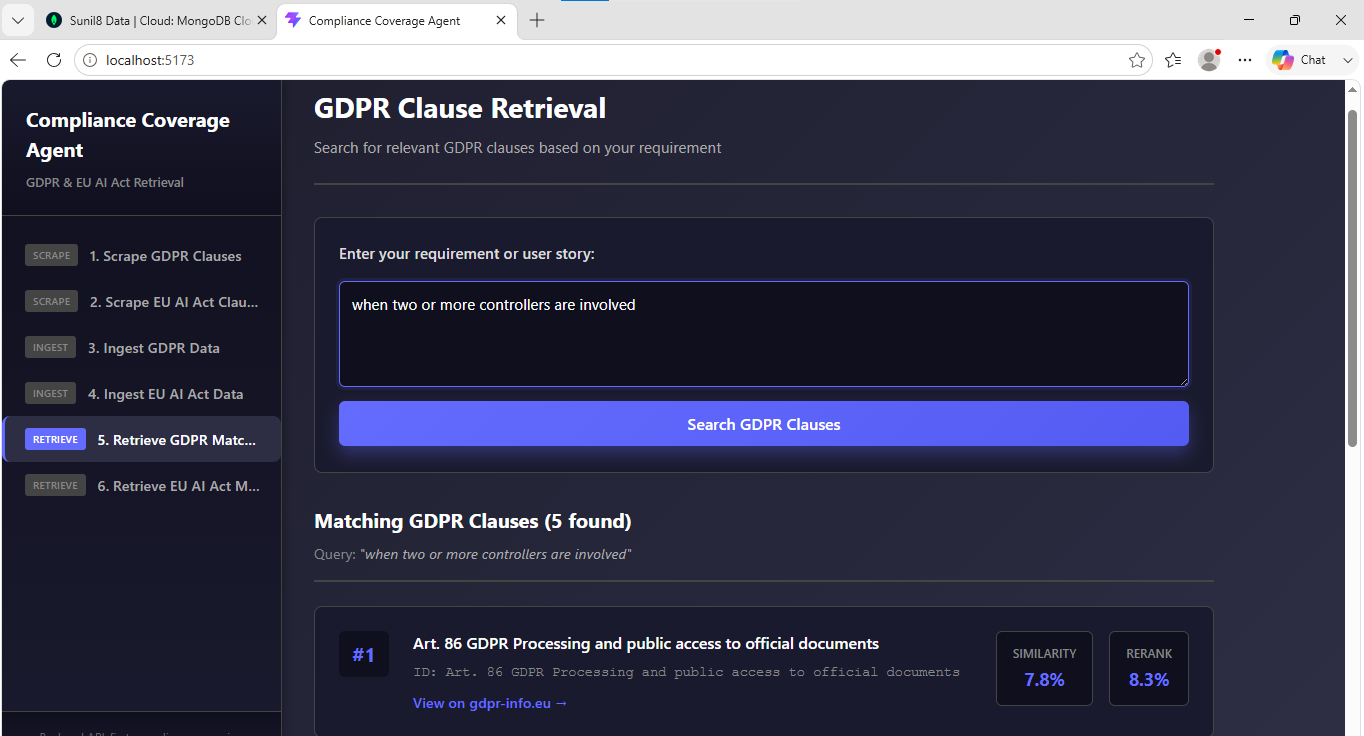 Sunil8 Data | Cloud: MongoDB Clo
Compliance Coverage Agent
localhost:5173
Chat
Compliance Coverage
Agent
GDPR & EU AI Act Retrieval
SCRAPE 1. Scrape GDPR Clauses
SCRAPE 2. Scrape EU AI Act Clau...
INGEST 3. Ingest GDPR Data
INGEST 4. Ingest EU AI Act Data
RETRIEVE 5. Retrieve GDPR Matc...
RETRIEVE 6. Retrieve EU AI Act M...
GDPR Clause Retrieval
Search for relevant GDPR clauses based on your requirement
Enter your requirement or user story:
when two or more controllers are involved
Search GDPR Clauses
Matching GDPR Clauses (5 found)
Query: "when two or more controllers are involved"
#1
Art. 86 GDPR Processing and public access to official documents
ID: Art. 86 GDPR Processing and public access to official documents
View on gdpr-info.eu →
SIMILARITY
7.8%
RERANK
8.3%